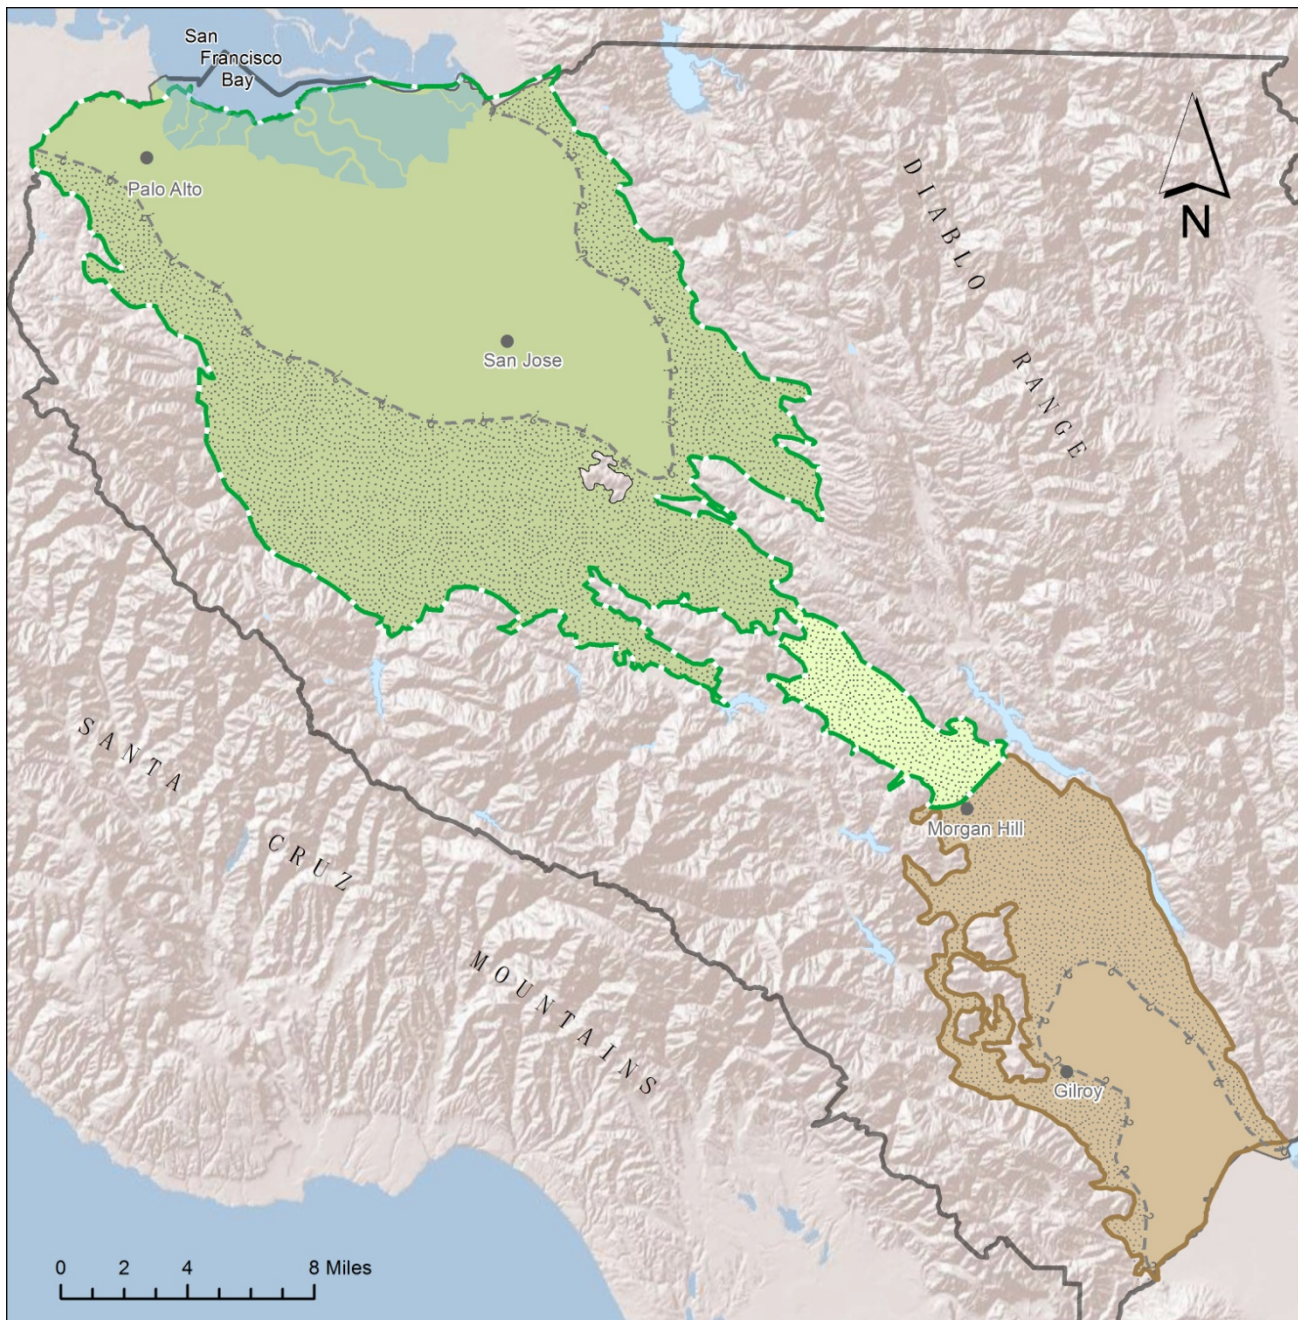 San
Francisco
Bay
Palo Alto
San Jose
DIABLO
RANGE
N
Morgan Hill
SANTA
CRUZ
MOUNTAINS
Gilroy
0 2 4 8 Miles